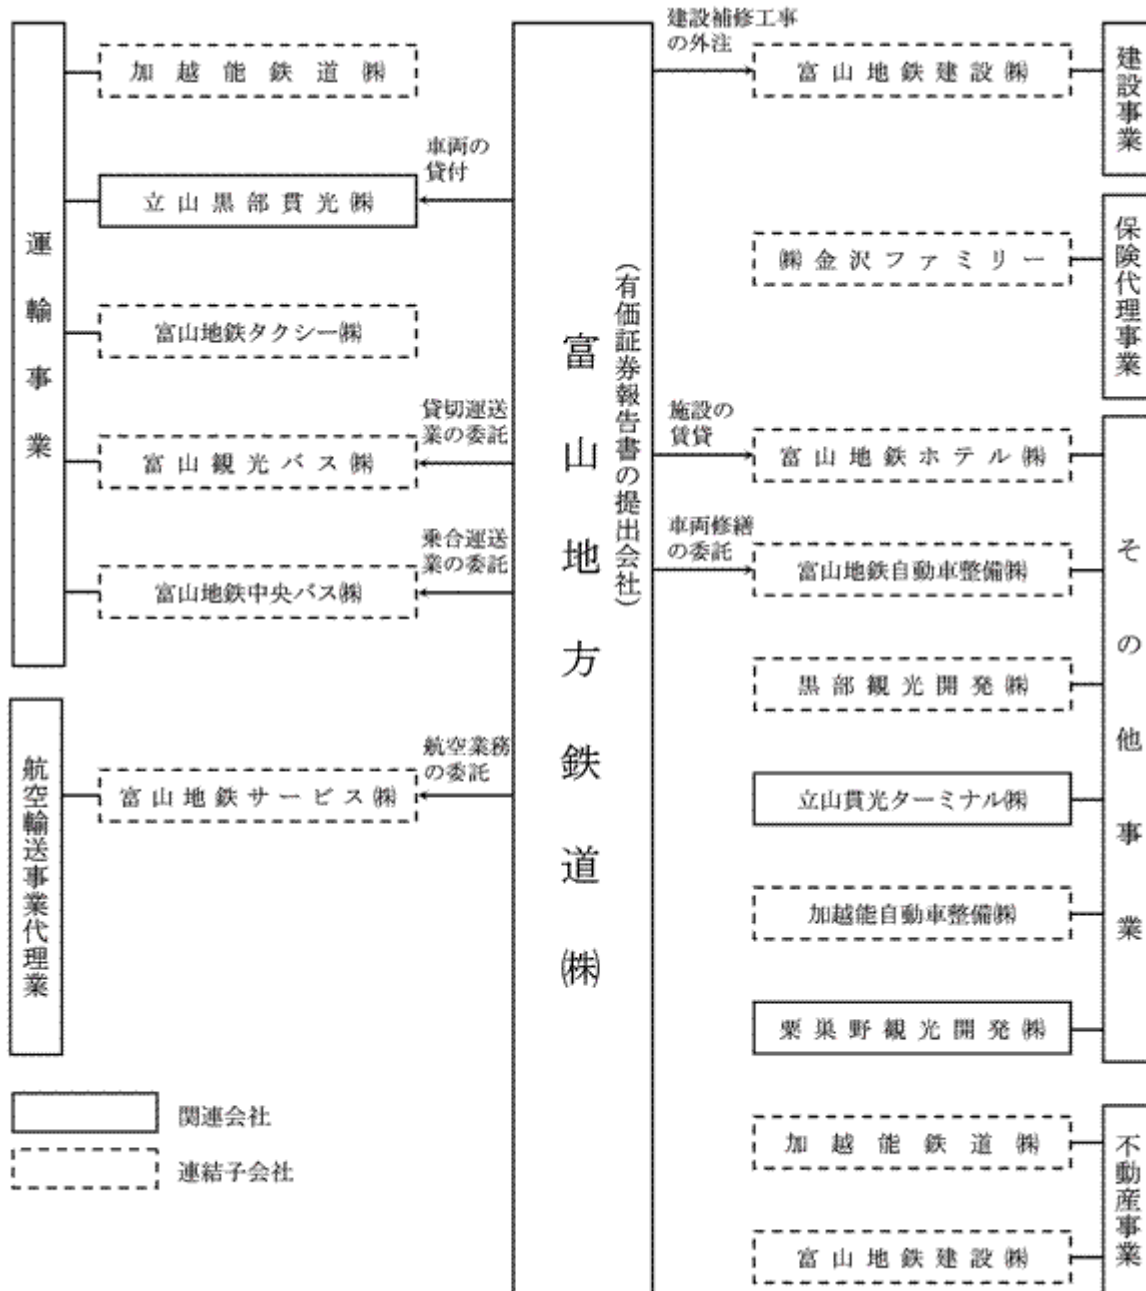 運輸事業
加越能鉄道㈱
車両の
貸付
立山黒部貫光㈱
富山地鉄タクシー㈱
貸切運送
業の委託
富山観光バス㈱
乗合運送
業の委託
富山地鉄中央バス㈱
航空輸送事業代理業
航空業務
の委託
富山地鉄サービス㈱
関連会社
連結子会社
富山地方鉄道㈱
(有価証券報告書の提出会社)
建設補修工事
の外注
富山地鉄建設㈱
建設事業
㈱金沢ファミリー
保険代理事業
施設の
賃貸
富山地鉄ホテル㈱
車両修繕
の委託
富山地鉄自動車整備㈱
黒部観光開発㈱
立山貫光ターミナル㈱
加越能自動車整備㈱
栗巣野観光開発㈱
その他事業
加越能鉄道㈱
富山地鉄建設㈱
不動産事業